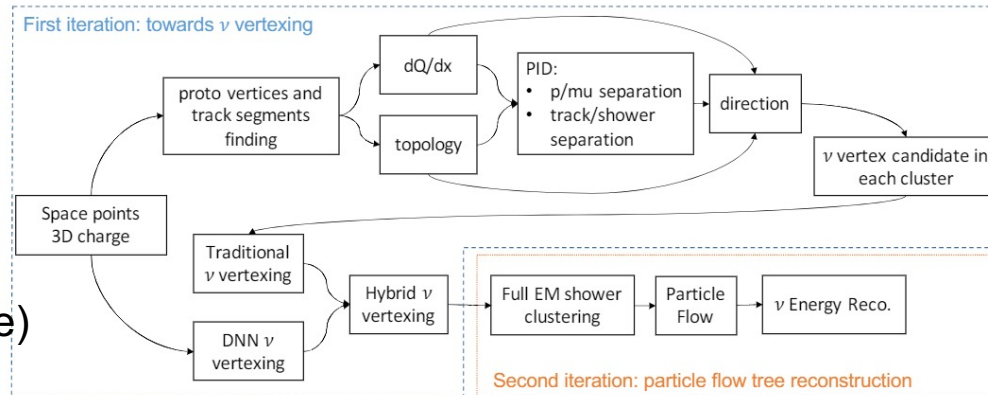 First iteration: towards ν vertexing
dQ/dx
PID:
• p/mu separation
• track/shower
separation
direction
proto vertices and
track segments
finding
topology
ν vertex candidate in
each cluster
Space points
3D charge
Traditional
ν vertexing
Hybrid ν
vertexing
Full EM shower
clustering
Particle
Flow
ν Energy Reco.
e)
DNN ν
vertexing
Second iteration: particle flow tree reconstruction